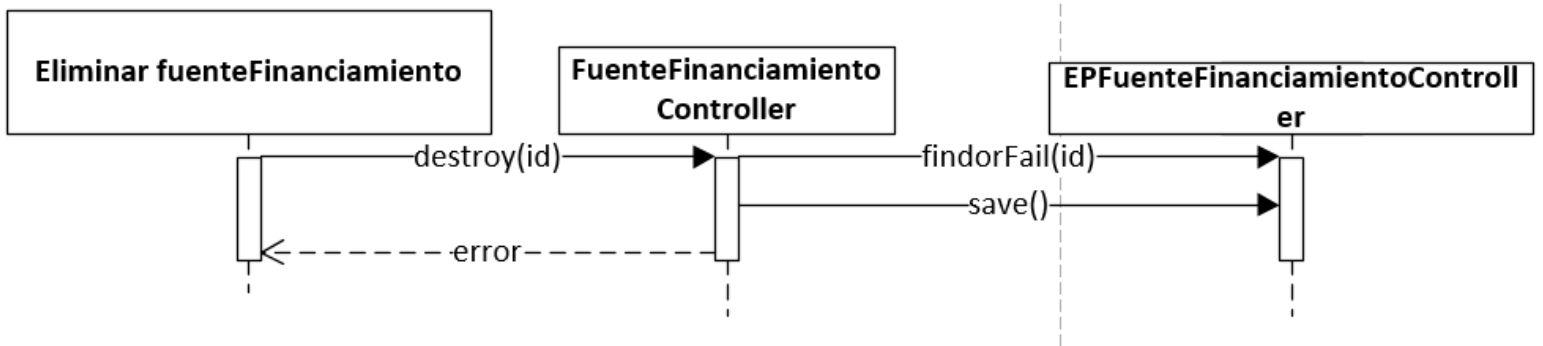 Eliminar fuenteFinanciamiento
FuenteFinanciamiento
Controller
EPFuenteFinanciamientoControll
er
destroy(id)
findorFail(id)
save()
error